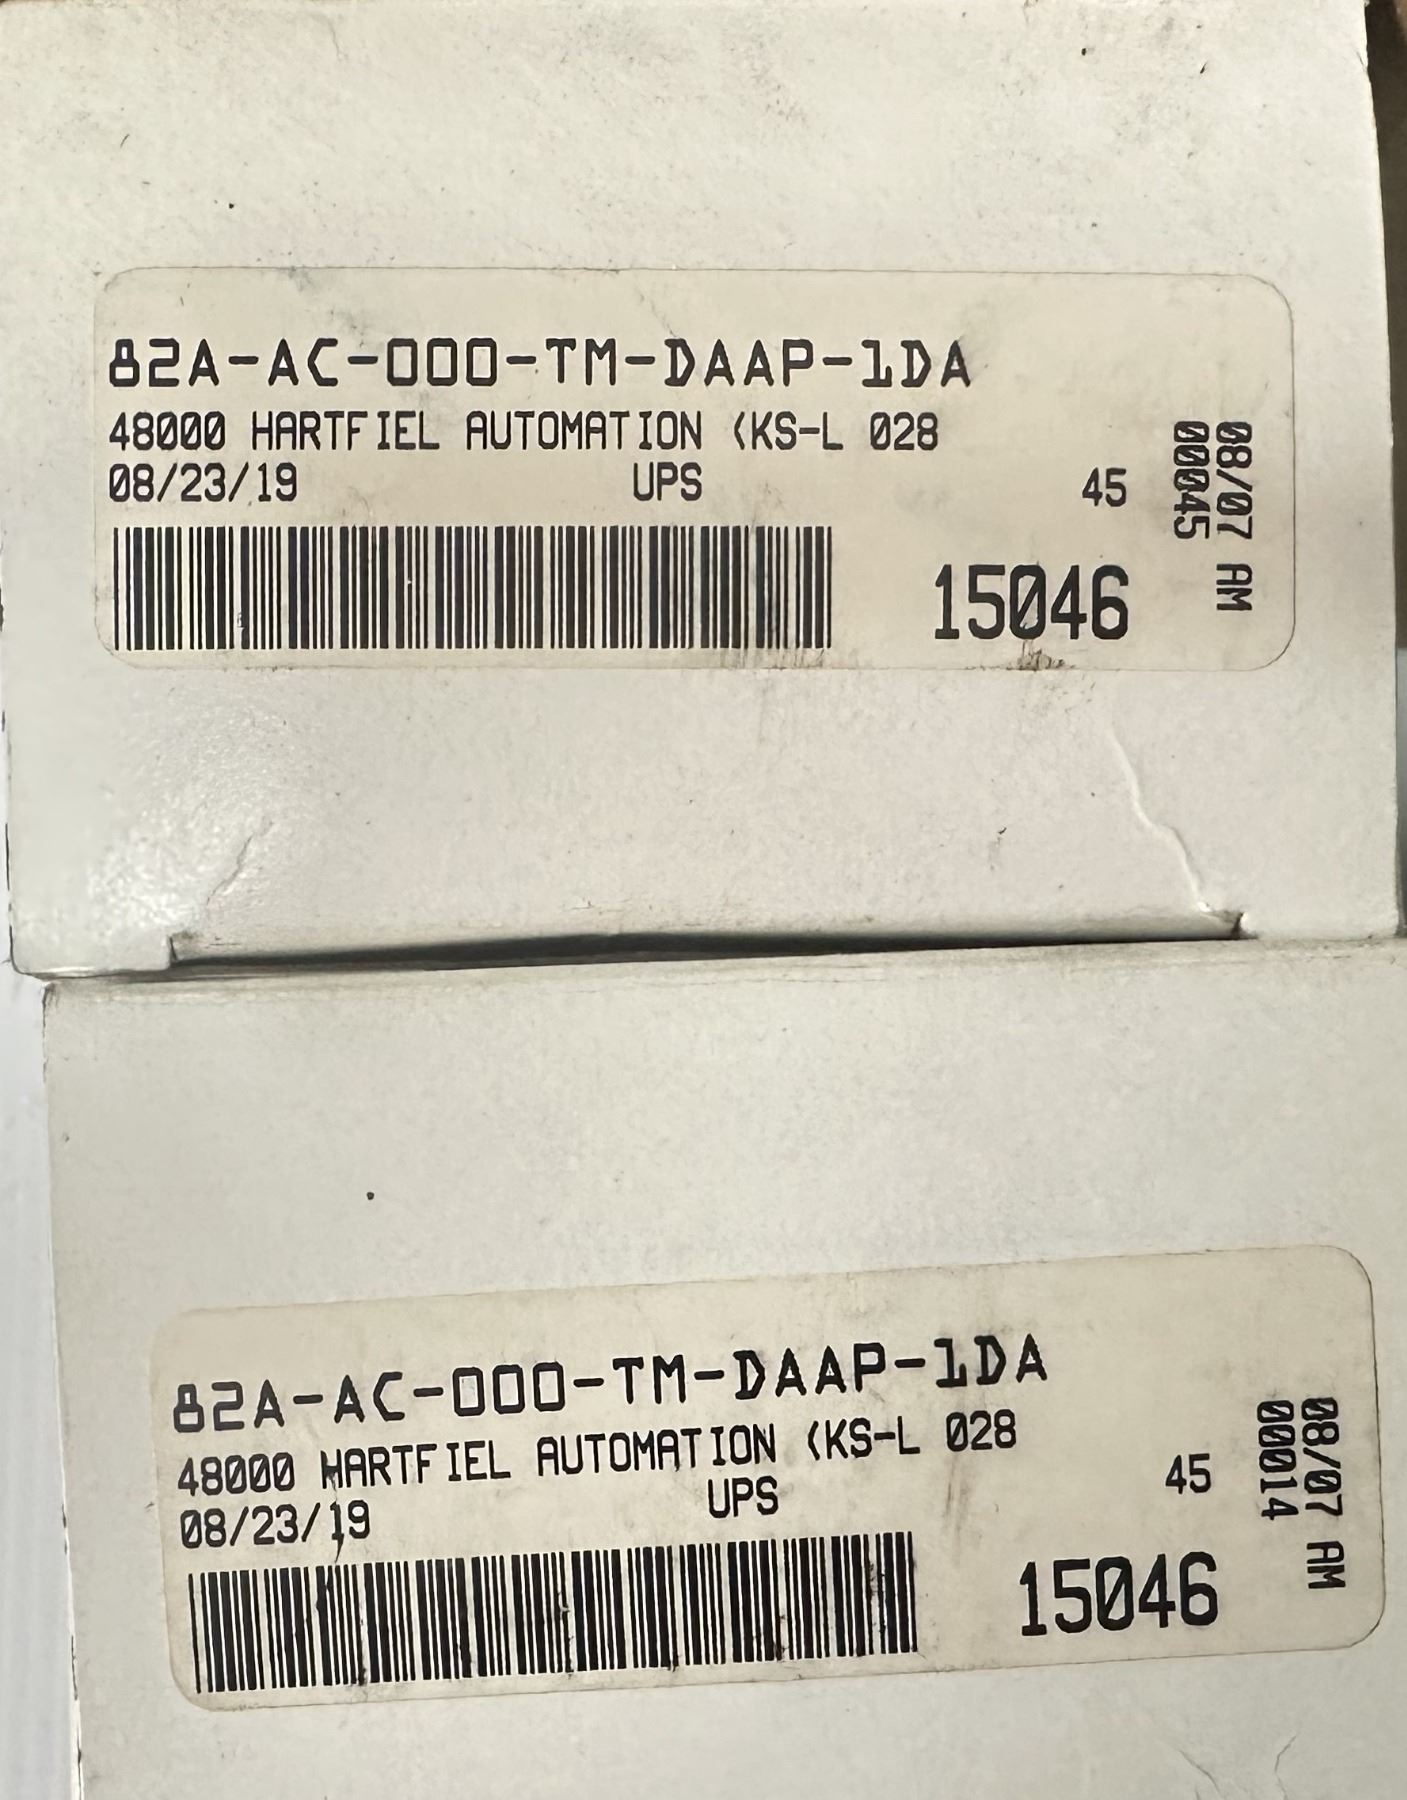 82A-AC-000-TM-DAAP-1DA
48000 HARTFIEL AUTOMATION (KS-L 028
08/23/19 UPS 45
15046
08/07 AM
00045
82A-AC-000-TM-DAAP-1DA
48000 HARTFIEL AUTOMATION (KS-L 028
08/23/19 UPS 45
15046
08/07 AM
00014